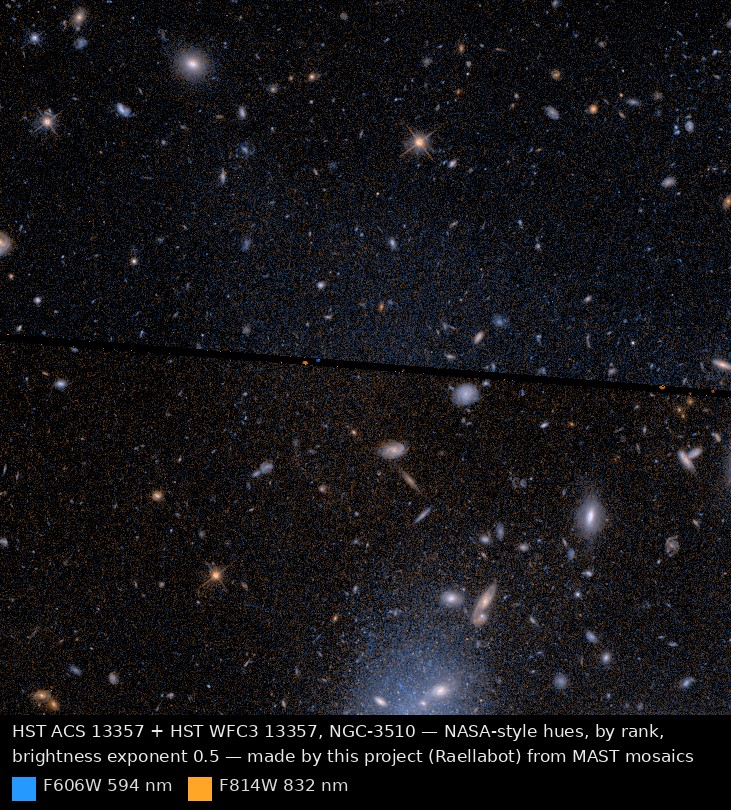 HST ACS 13357 + HST WFC3 13357, NGC-3510 — NASA-style hues, by rank,
brightness exponent 0.5 — made by this project (Raellabot) from MAST mosaics
F606W 594 nm F814W 832 nm